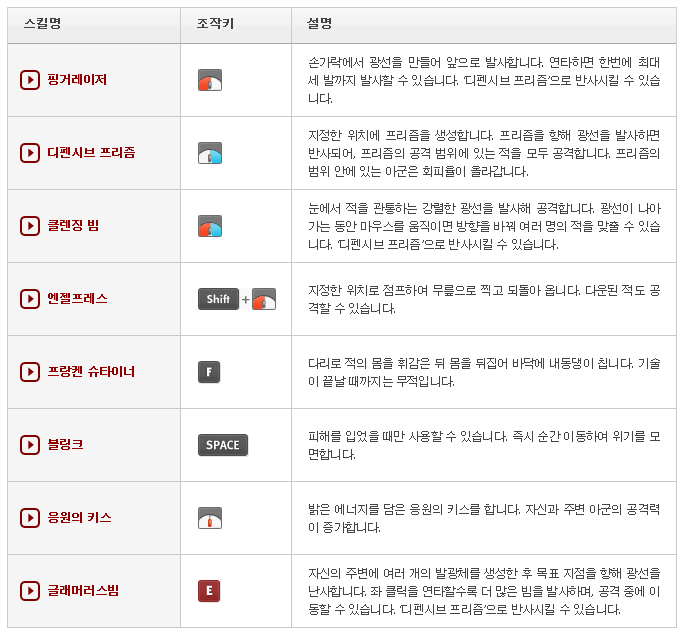 스킬명 조작키 설명
핑거레이저
손가락에서 광선을 만들어 앞으로 발사합니다. 연타하면 한번에 최대
세 발까지 발사할 수 있습니다. '디펜시브 프리즘'으로 반사시킬 수 있습
니다.
디펜시브 프리즘
지정한 위치에 프리즘을 생성합니다. 프리즘을 향해 광선을 발사하면
반사되어, 프리즘의 공격 범위에 있는 적을 모두 공격합니다. 프리즘의
범위 안에 있는 아군은 회피율이 올라갑니다.
클렌징 빔
눈에서 적을 관통하는 강렬한 광선을 발사해 공격합니다. 광선이 나아
가는 동안 마우스를 움직이면 방향을 바꿔 여러 명의 적을 맞출 수 있습
니다. '디펜시브 프리즘'으로 반사시킬 수 있습니다.
엔젤프레스
Shift +
지정한 위치로 점프하여 무릎으로 찍고 되돌아 옵니다. 다운된 적도 공
격할 수 있습니다.
프랑켄 슈타이너
F
다리로 적의 몸을 휘감은 뒤 몸을 뒤집어 바닥에 내동댕이 칩니다. 기술
이 끝날 때까지는 무적입니다.
블링크
SPACE
피해를 입었을 때만 사용할 수 있습니다. 즉시 순간 이동하여 위기를 모
면합니다.
응원의 키스
밝은 에너지를 담은 응원의 키스를 합니다. 자신과 주변 아군의 공격력
이 증가합니다.
글래머러스빔
E
자신의 주변에 여러 개의 발광체를 생성한 후 목표 지점을 향해 광선을
난사합니다. 좌 클릭을 연타할수록 더 많은 빔을 발사하며, 공격 중에 이
동할 수 있습니다. '디펜시브 프리즘'으로 반사시킬 수 있습니다.